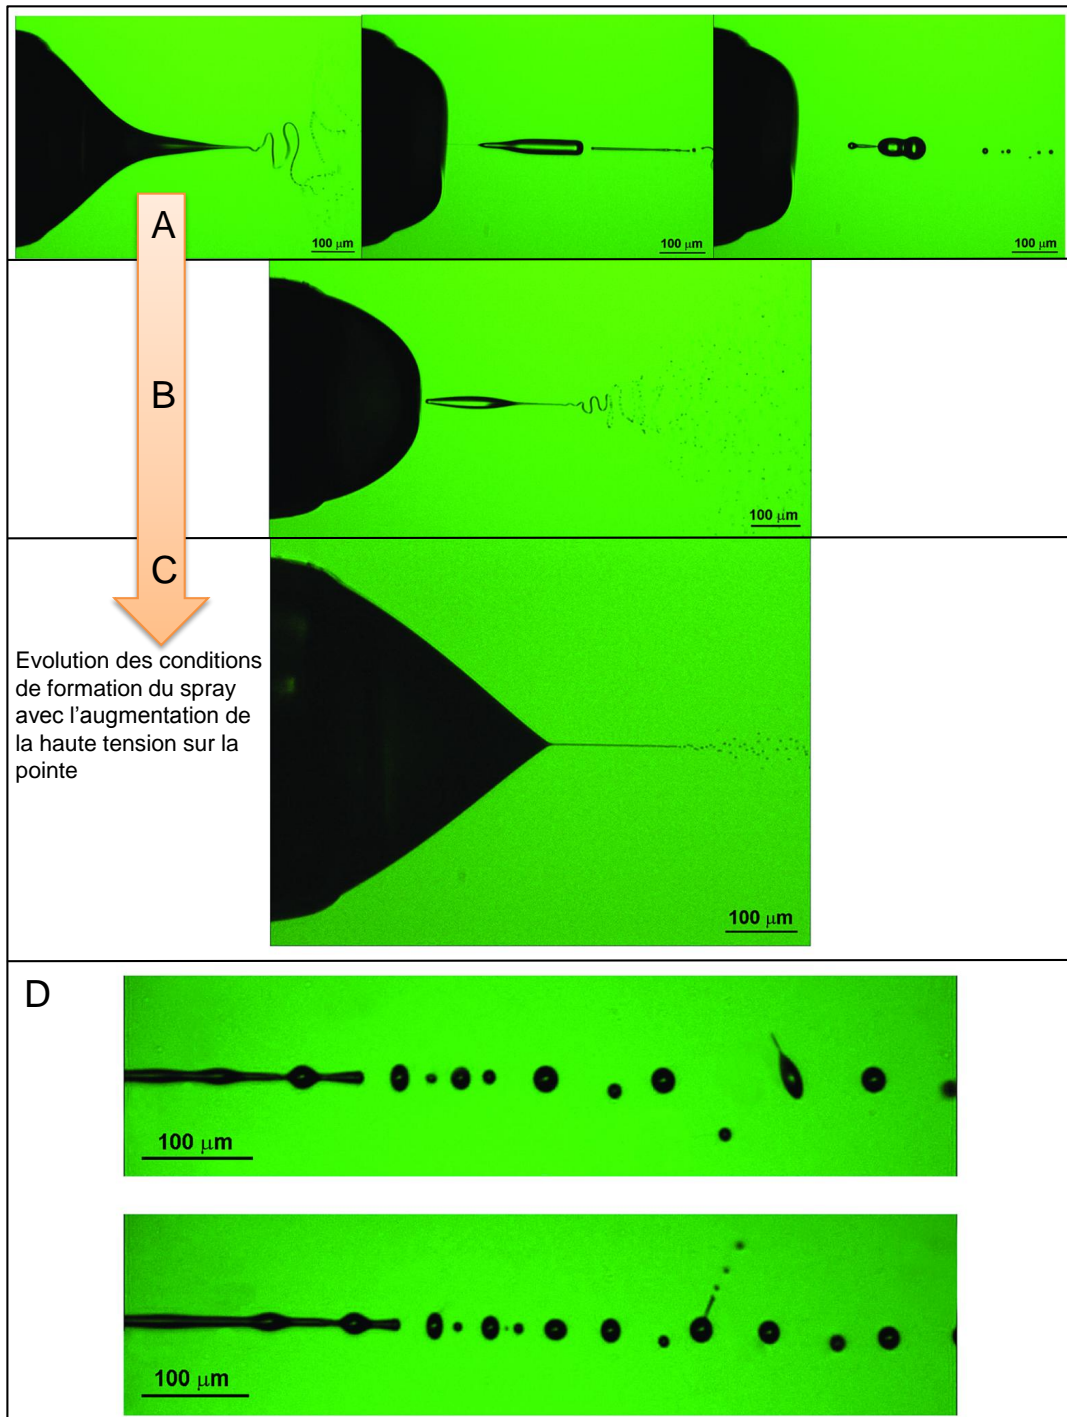 100 µm
100 µm
100 µm
A
B
100 µm
C
Evolution des conditions
de formation du spray
avec l’augmentation de
la haute tension sur la
pointe
100 µm
D
100 µm
100 µm